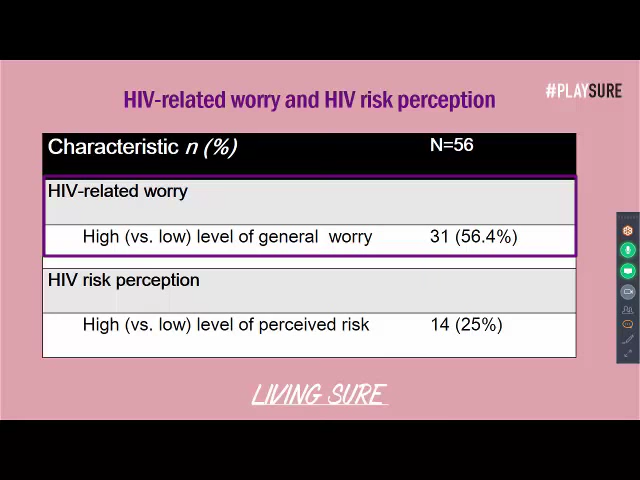 HIV-related worry and HIV risk perception
#PLAYSURE
Characteristic n (%) N=56
HIV-related worry
High (vs. low) level of general worry 31 (56.4%)
HIV risk perception
High (vs. low) level of perceived risk 14 (25%)
LIVING SURE